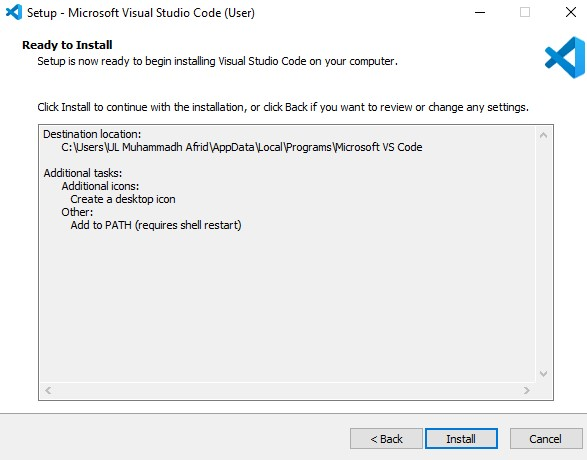 Setup - Microsoft Visual Studio Code (User)
Ready to Install
Setup is now ready to begin installing Visual Studio Code on your computer.
Click Install to continue with the installation, or click Back if you want to review or change any settings.
Destination location:
C:\Users\UL Muhammadh Afrid\AppData\Local\Programs\Microsoft VS Code
Additional tasks:
Additional icons:
Create a desktop icon
Other:
Add to PATH (requires shell restart)
< Back
Install
Cancel